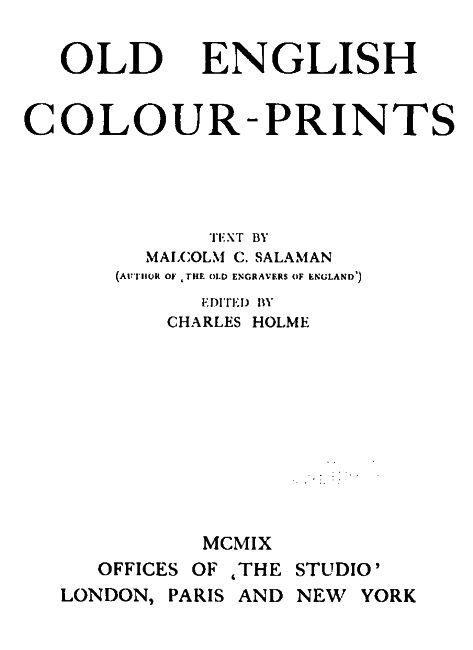 OLD ENGLISH
COLOUR-PRINTS
TEXT BY
MALCOLM C. SALAMAN
(AUTHOR OF ‚THE OLD ENGRAVERS OF ENGLAND’)
EDITED BY
CHARLES HOLME
MCMIX
OFFICES OF ‚THE STUDIO’
LONDON, PARIS AND NEW YORK